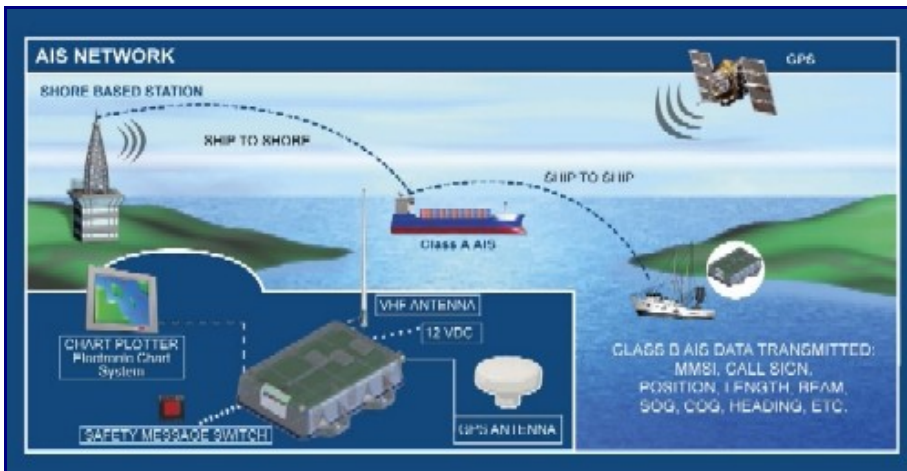 AIS NETWORK
GPS
SHORE BASED STATION
SHIP TO SHORE
SHIP TO SHIP
Class A AIS
VHF ANTENNA
12 VDC
CHART PLOTTER
Electronic Chart
System
SAFETY MESSAGE SWITCH
GPS ANTENNA
CLASS B AIS DATA TRANSMITTED:
MMSI, CALL SIGN,
POSITION, LENGTH, BEAM,
SOG, COG, HEADING, ETC.